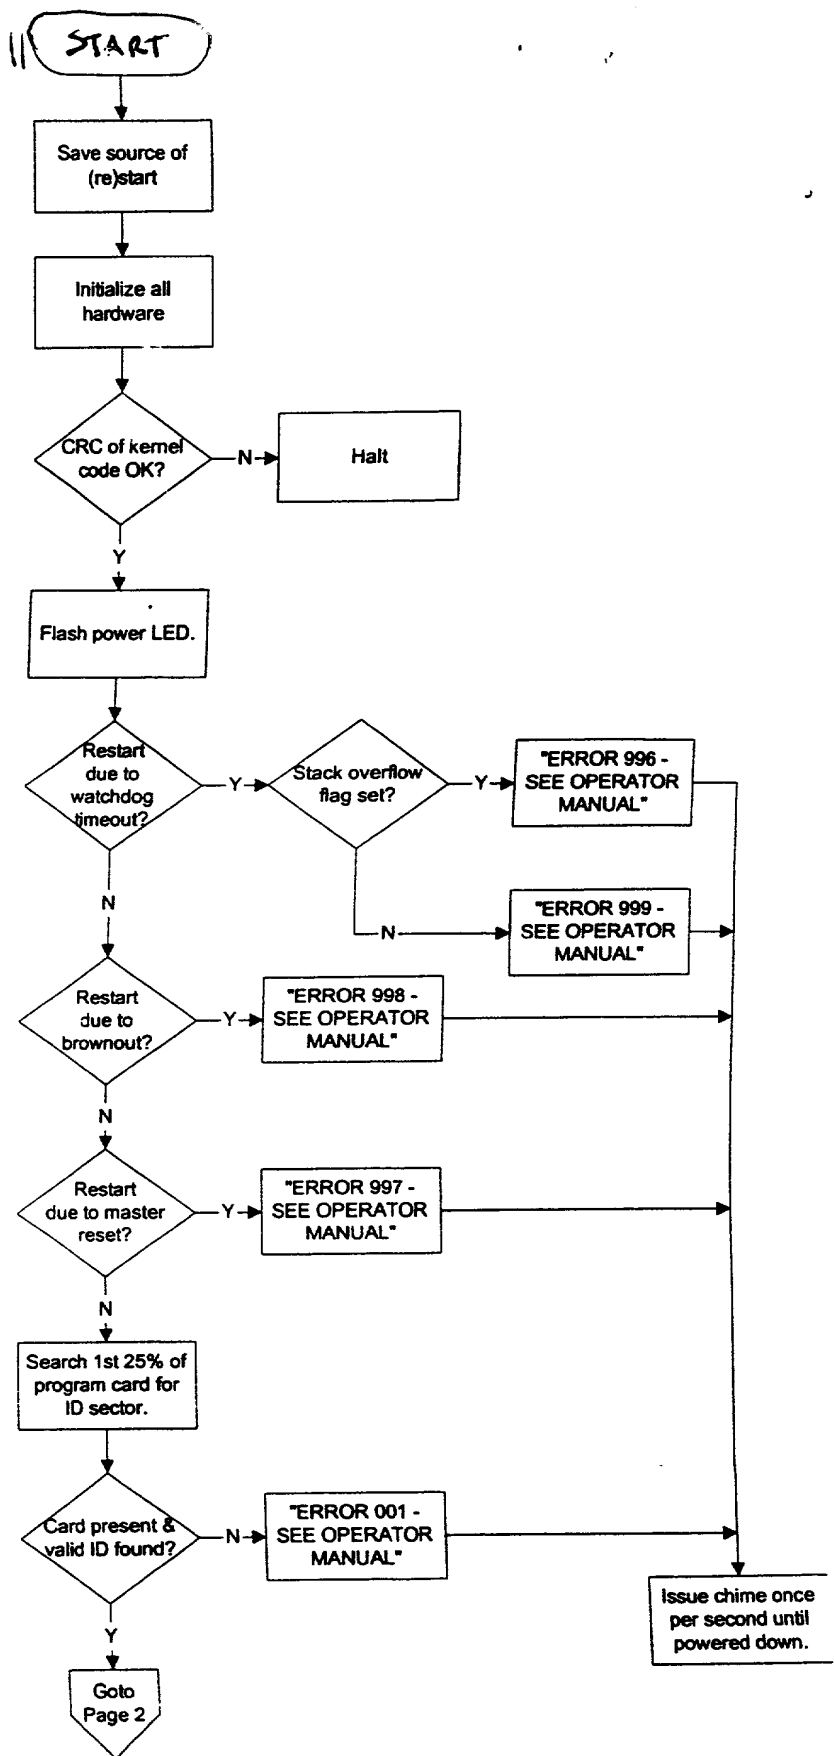 START
Save source of
(re)start
Initialize all
hardware
CRC of kernel
code OK?
N
Halt
Y
Flash power LED.
Restart
due to
watchdog
timeout?
Y
Stack overflow
flag set?
Y
"ERROR 996 -
SEE OPERATOR
MANUAL"
N
N
"ERROR 999 -
SEE OPERATOR
MANUAL"
Restart
due to
brownout?
Y
"ERROR 998 -
SEE OPERATOR
MANUAL"
N
Restart
due to master
reset?
Y
"ERROR 997 -
SEE OPERATOR
MANUAL"
N
Search 1st 25% of
program card for
ID sector.
Card present &
valid ID found?
N
"ERROR 001 -
SEE OPERATOR
MANUAL"
Issue chime once
per second until
powered down.
Y
Goto
Page 2